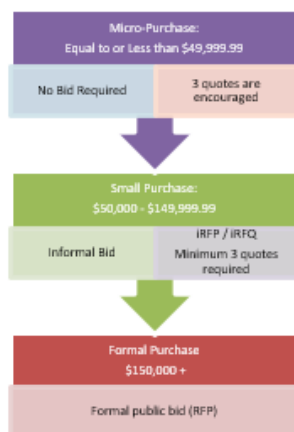 Micro-Purchase:
Equal to or Less than $49,999.99
No Bid Required
3 quotes are
encouraged
Small Purchase:
$50,000 - $149,999.99
Informal Bid
iRFP / iRFQ
Minimum 3 quotes
required
Formal Purchase
$150,000 +
Formal public bid (RFP)